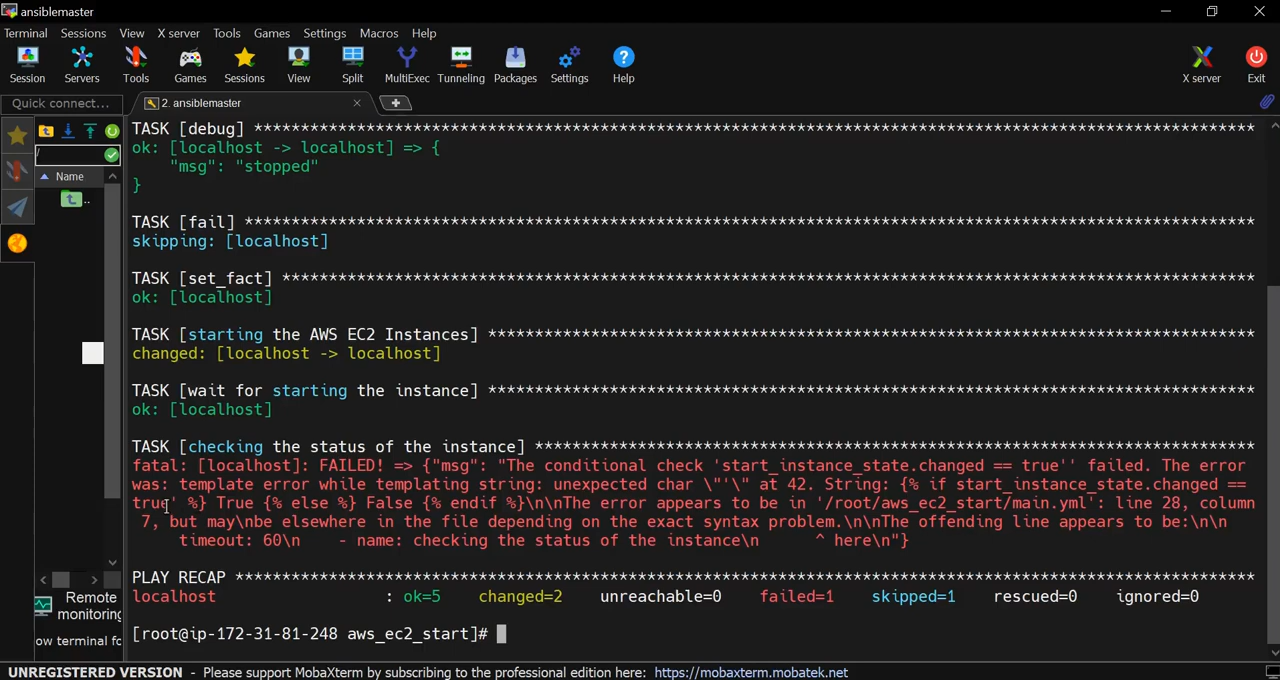 ansiblemaster
Terminal Sessions View X server Tools Games Settings Macros Help
Session Servers Tools Games Sessions View Split MultiExec Tunneling Packages Settings Help X server Exit
Quick connect... 2. ansiblemaster
/
Name
..
TASK [debug] ************************************************************************************************************
ok: [localhost -> localhost] => {
    "msg": "stopped"
}
TASK [fail] *************************************************************************************************************
skipping: [localhost]
TASK [set_fact] *********************************************************************************************************
ok: [localhost]
TASK [starting the AWS EC2 Instances] ***********************************************************************************
changed: [localhost -> localhost]
TASK [wait for starting the instance] ***********************************************************************************
ok: [localhost]
TASK [checking the status of the instance] ******************************************************************************
fatal: [localhost]: FAILED! => {"msg": "The conditional check 'start_instance_state.changed == true'' failed. The error
was: template error while templating string: unexpected char \"'\" at 42. String: {% if start_instance_state.changed ==
true' %} True {% else %} False {% endif %}\n\nThe error appears to be in '/root/aws_ec2_start/main.yml': line 28, column
7, but may\nbe elsewhere in the file depending on the exact syntax problem.\n\nThe offending line appears to be:\n\n
timeout: 60\n    - name: checking the status of the instance\n      ^ here\n"}
PLAY RECAP **************************************************************************************************************
localhost : ok=5 changed=2 unreachable=0 failed=1 skipped=1 rescued=0 ignored=0
[root@ip-172-31-81-248 aws_ec2_start]#
Remote
monitoring
ow terminal fo
UNREGISTERED VERSION - Please support MobaXterm by subscribing to the professional edition here: https://mobaxterm.mobatek.net